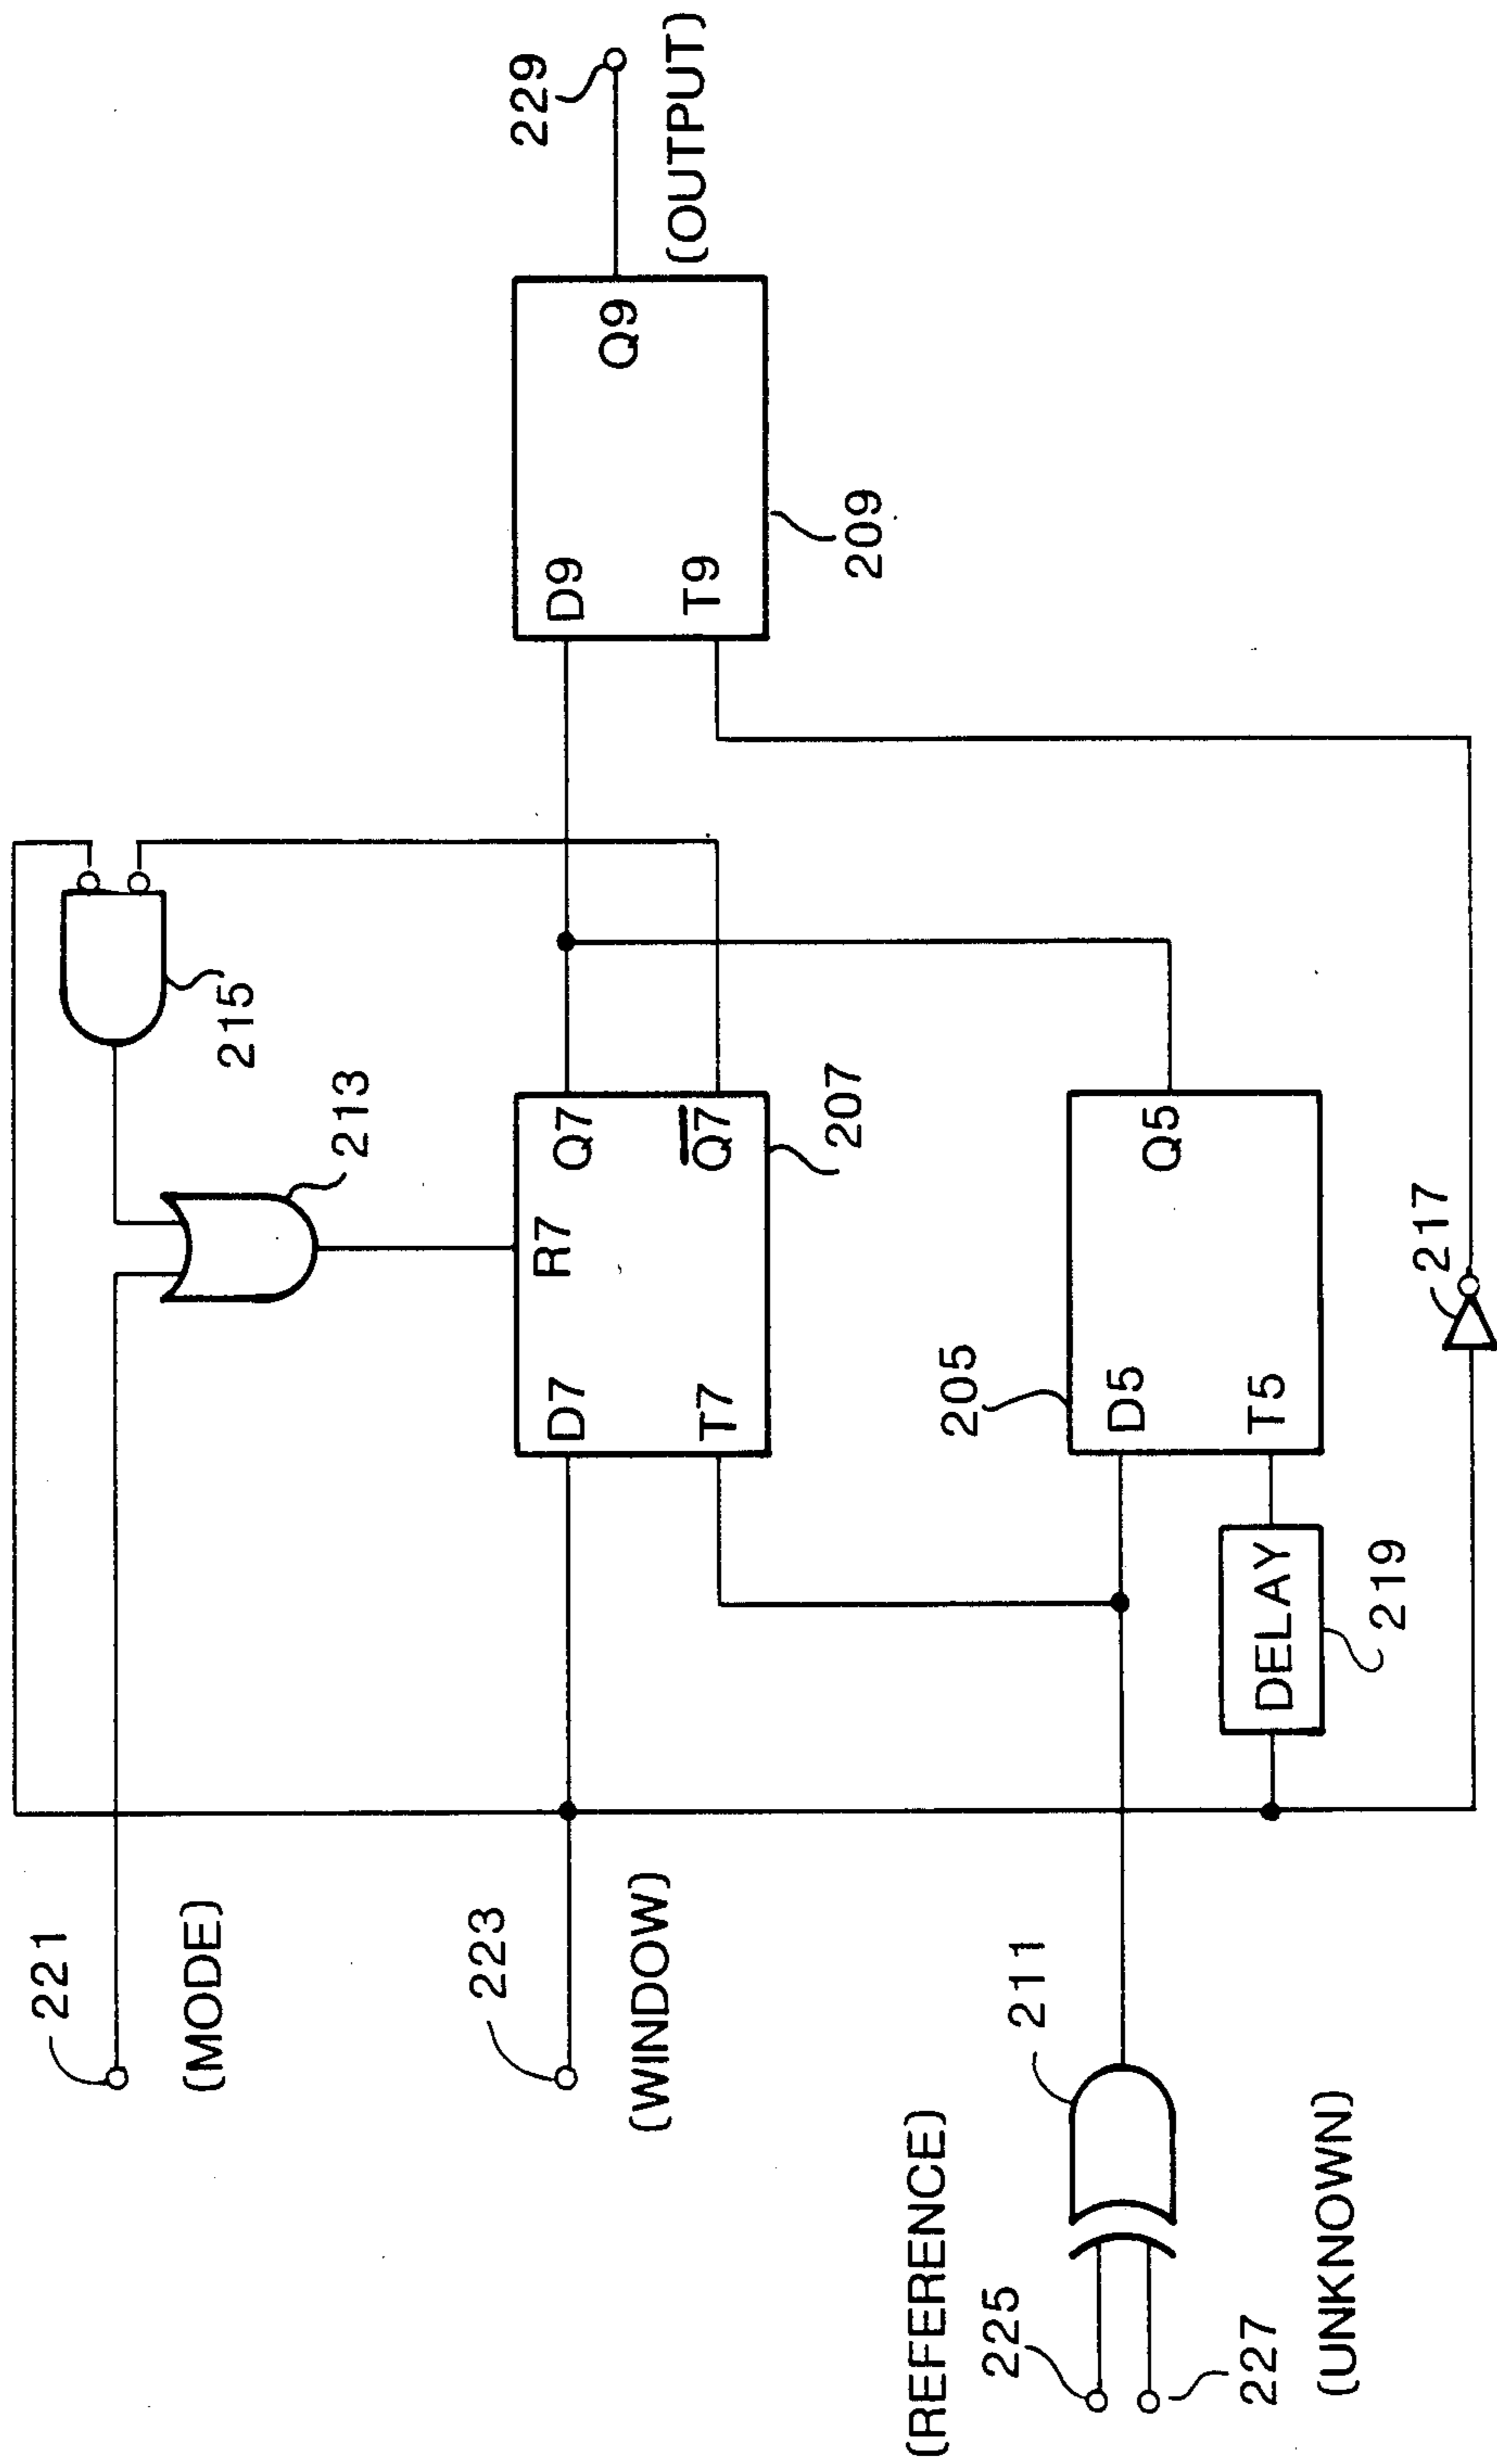 221
(MODE)
223
(WINDOW)
(REFERENCE)
225
227
(UNKNOWN)
211
213
215
D7
T7
R7
Q7
Q7
207
205
D5
T5
Q5
DELAY
219
217
D9
T9
Q9
209
229
(OUTPUT)